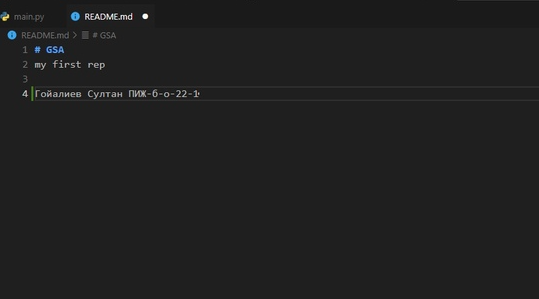 main.py README.md
README.md > # GSA
1 # GSA
2 my first rep
3
4 Гойалиев Султан ПИЖ-б-о-22-1